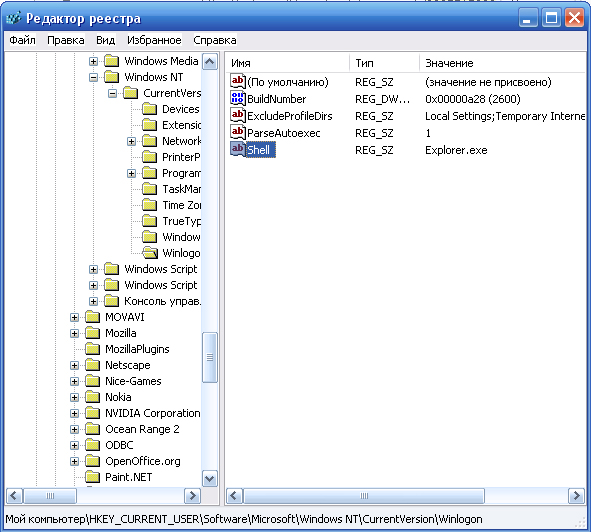 Редактор реестра
Файл Правка Вид Избранное Справка
Windows Media
Windows NT
CurrentVers
Devices
Extension
Network
PrinterP
Program
TaskMan
Time Zor
TrueTyp
Window
Winlogo
Windows Script
Windows Script
Консоль управл
MOVAVI
Mozilla
MozillaPlugins
Netscape
Nice-Games
Nokia
NVIDIA Corporation
Ocean Range 2
ODBC
OpenOffice.org
Paint.NET
Имя Тип Значение
(По умолчанию) REG_SZ (значение не присвоено)
BuildNumber REG_DW... 0x00000a28 (2600)
ExcludeProfileDirs REG_SZ Local Settings;Temporary Interne
ParseAutoexec REG_SZ 1
Shell REG_SZ Explorer.exe
Мой компьютер\HKEY_CURRENT_USER\Software\Microsoft\Windows NT\CurrentVersion\Winlogon